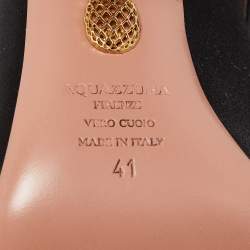 AQUAZZURA
FIRENZE
VERO CUOIO
MADE IN ITALY
41